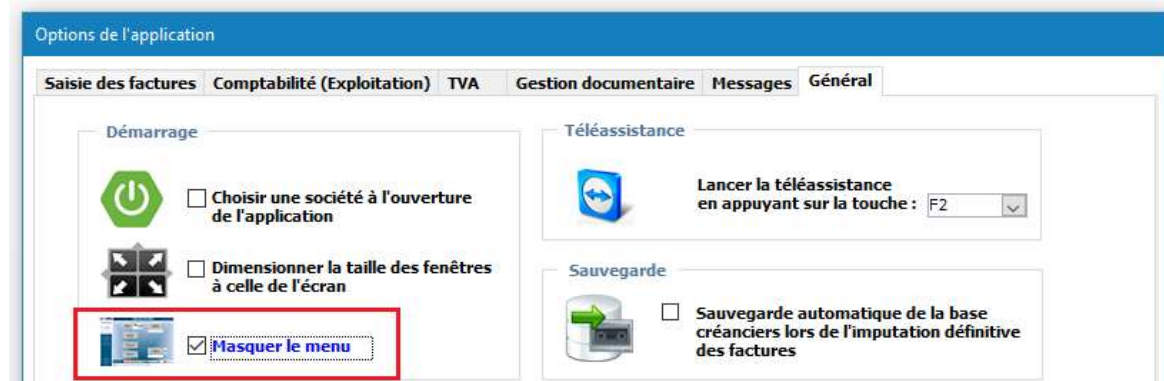 Options de l'application
Saisie des factures Comptabilité (Exploitation) TVA Gestion documentaire Messages Général
Démarrage
Choisir une société à l'ouverture
de l'application
Dimensionner la taille des fenêtres
à celle de l'écran
Masquer le menu
Téléassistance
Lancer la téléassistance
en appuyant sur la touche : F2
Sauvegarde
Sauvegarde automatique de la base
créanciers lors de l'imputation définitive
des factures